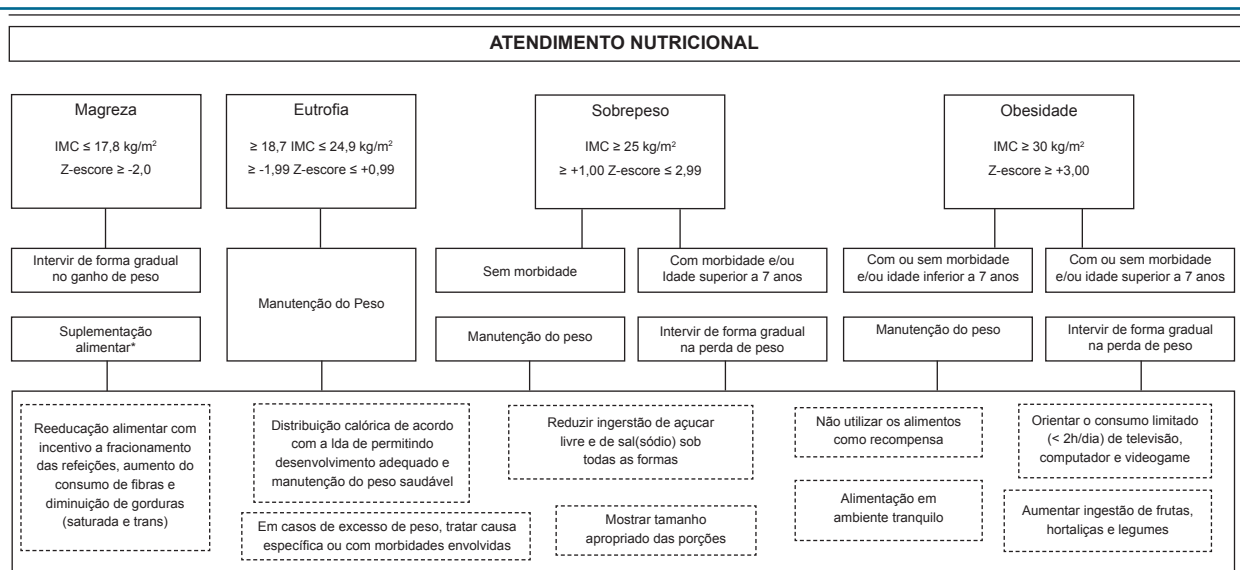 ATENDIMENTO NUTRICIONAL
Magreza
IMC ≤ 17,8 kg/m²
Z-escore ≥ -2,0
Eutrofia
≥ 18,7 IMC ≤ 24,9 kg/m²
≥ -1,99 Z-escore ≤ +0,99
Sobrepeso
IMC ≥ 25 kg/m²
≥ +1,00 Z-escore ≤ 2,99
Obesidade
IMC ≥ 30 kg/m²
Z-escore ≥ +3,00
Intervir de forma gradual
no ganho de peso
Manutenção do Peso
Sem morbidade
Com morbidade e/ou
Idade superior a 7 anos
Com ou sem morbidade
e/ou idade inferior a 7 anos
Com ou sem morbidade
e/ou idade superior a 7 anos
Suplementação
alimentar*
Manutenção do peso
Intervir de forma gradual
na perda de peso
Manutenção do peso
Intervir de forma gradual
na perda de peso
Reeducação alimentar com
incentivo a fracionamento
das refeições, aumento do
consumo de fibras e
diminuição de gorduras
(saturada e trans)
Distribuição calórica de acordo
com a Ida de permitindo
desenvolvimento adequado e
manutenção do peso saudável
Em casos de excesso de peso, tratar causa
específica ou com morbidades envolvidas
Reduzir ingestão de açucar
livre e de sal(sódio) sob
todas as formas
Mostrar tamanho
apropriado das porções
Não utilizar os alimentos
como recompensa
Alimentação em
ambiente tranquilo
Orientar o consumo limitado
(< 2h/dia) de televisão,
computador e videogame
Aumentar ingestão de frutas,
hortaliças e legumes